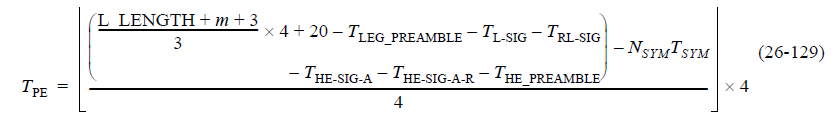 L_LENGTH + m + 3
3
× 4 + 20 – T_LEG_PREAMBLE – T_L-SIG – T_RL-SIG
– N_SYM T_SYM
– T_HE-SIG-A – T_HE-SIG-A-R – T_HE_PREAMBLE
T_PE =
4
× 4
(26-129)